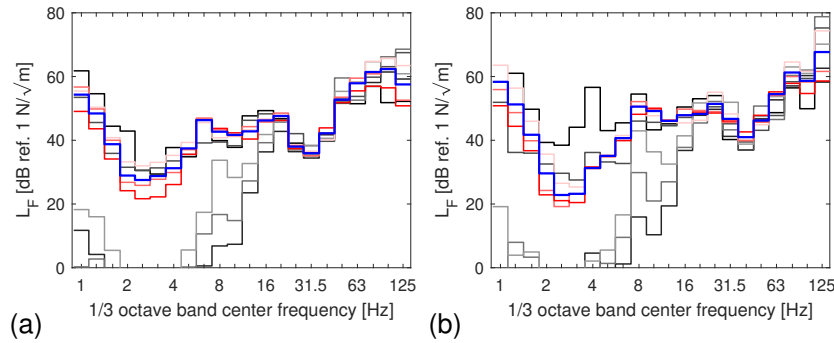 80
60
40
20
0
L_F [dB ref. 1 N/√m]
1 2 4 8 16 31.5 63 125
1/3 octave band center frequency [Hz]
(a)
80
60
40
20
0
L_F [dB ref. 1 N/√m]
1 2 4 8 16 31.5 63 125
1/3 octave band center frequency [Hz]
(b)